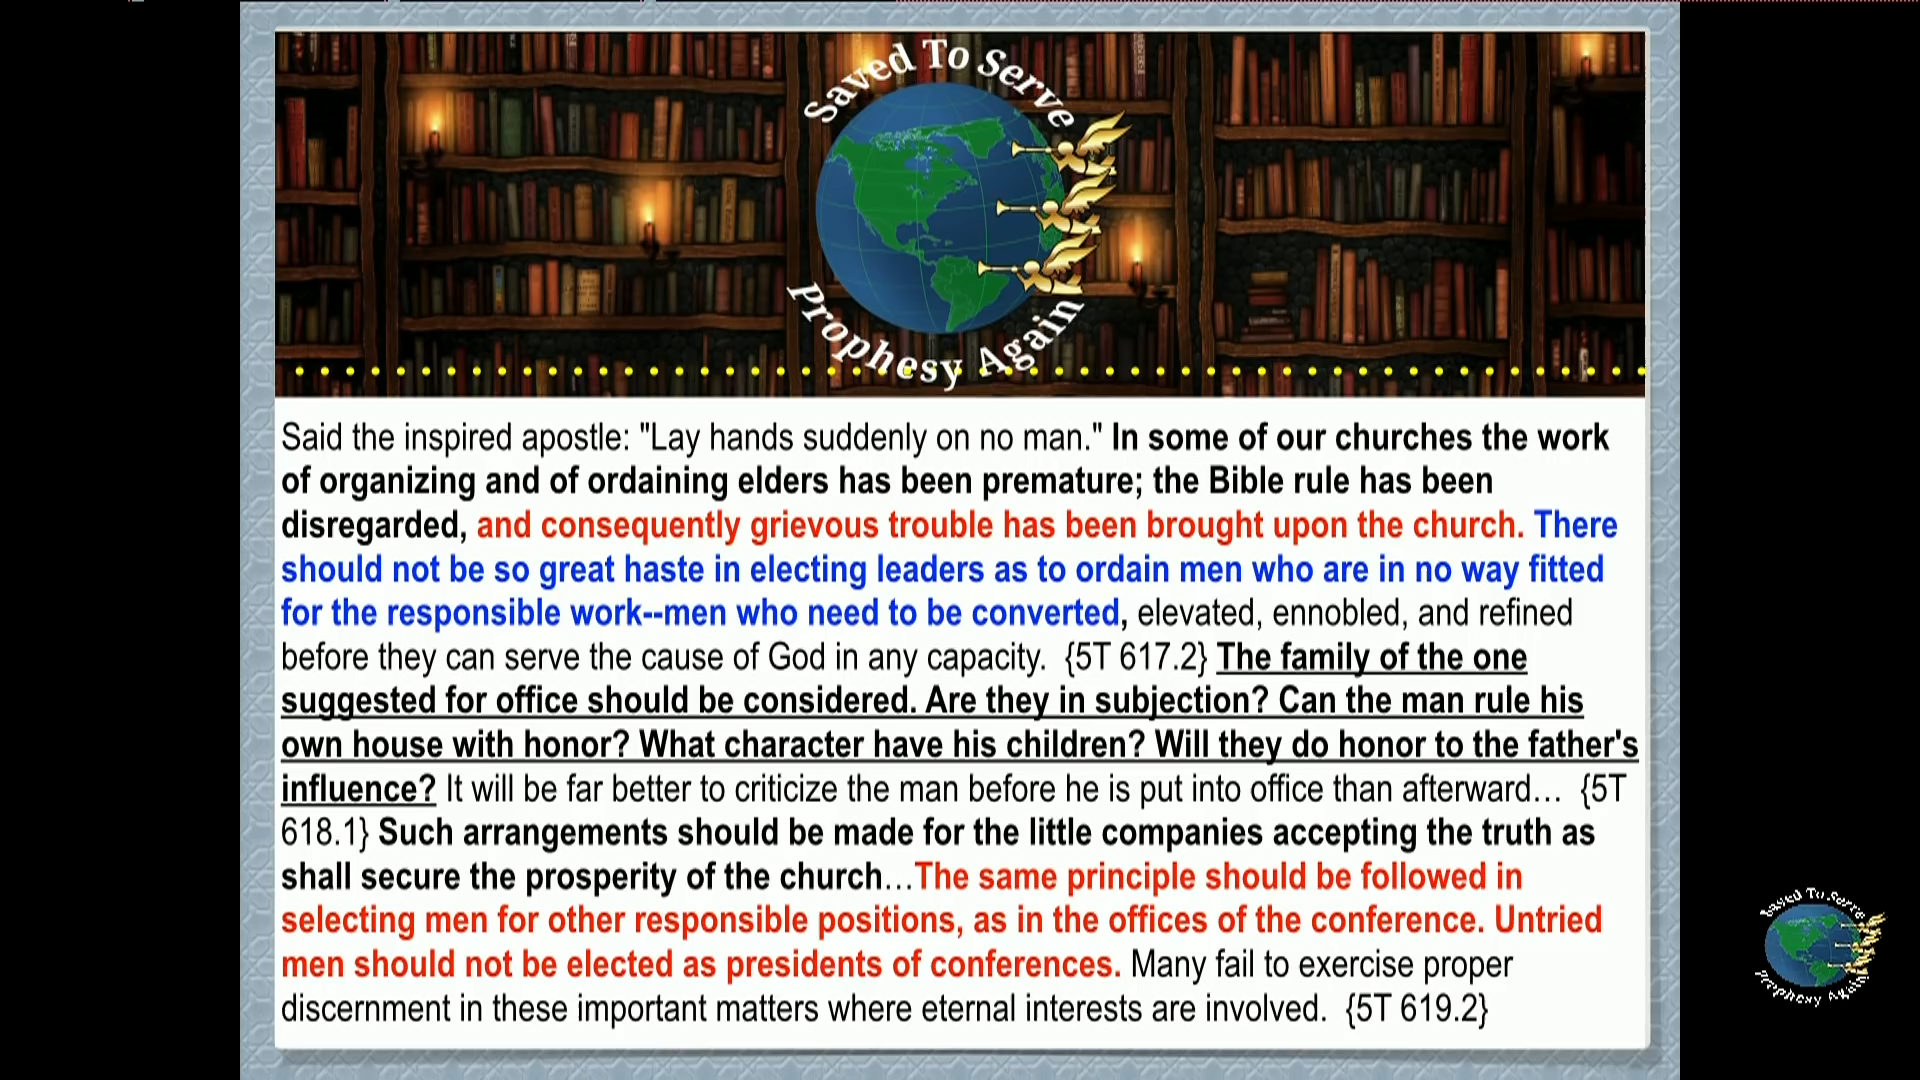 Saved To Serve
Prophesy Again
Said the inspired apostle: "Lay hands suddenly on no man." In some of our churches the work
of organizing and of ordaining elders has been premature; the Bible rule has been
disregarded, and consequently grievous trouble has been brought upon the church. There
should not be so great haste in electing leaders as to ordain men who are in no way fitted
for the responsible work--men who need to be converted, elevated, ennobled, and refined
before they can serve the cause of God in any capacity. {5T 617.2} The family of the one
suggested for office should be considered. Are they in subjection? Can the man rule his
own house with honor? What character have his children? Will they do honor to the father's
influence? It will be far better to criticize the man before he is put into office than afterward… {5T
618.1} Such arrangements should be made for the little companies accepting the truth as
shall secure the prosperity of the church…The same principle should be followed in
selecting men for other responsible positions, as in the offices of the conference. Untried
men should not be elected as presidents of conferences. Many fail to exercise proper
discernment in these important matters where eternal interests are involved. {5T 619.2}
Saved To Serve
Prophesy Again